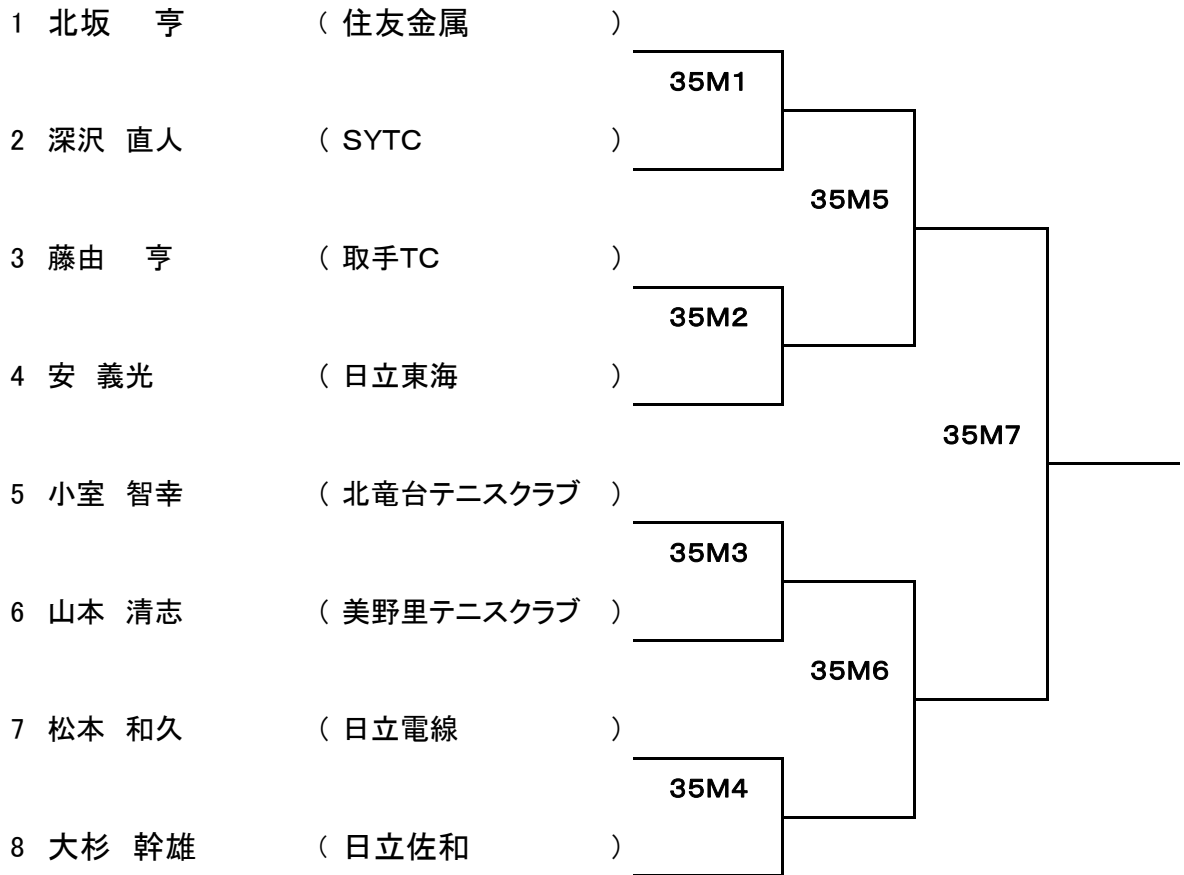 1 北坂 亨 ( 住友金属 )
35M1
2 深沢 直人 ( SYTC )
35M5
3 藤由 亨 ( 取手TC )
35M2
4 安 義光 ( 日立東海 )
35M7
5 小室 智幸 ( 北竜台テニスクラブ )
35M3
6 山本 清志 ( 美野里テニスクラブ )
35M6
7 松本 和久 ( 日立電線 )
35M4
8 大杉 幹雄 ( 日立佐和 )